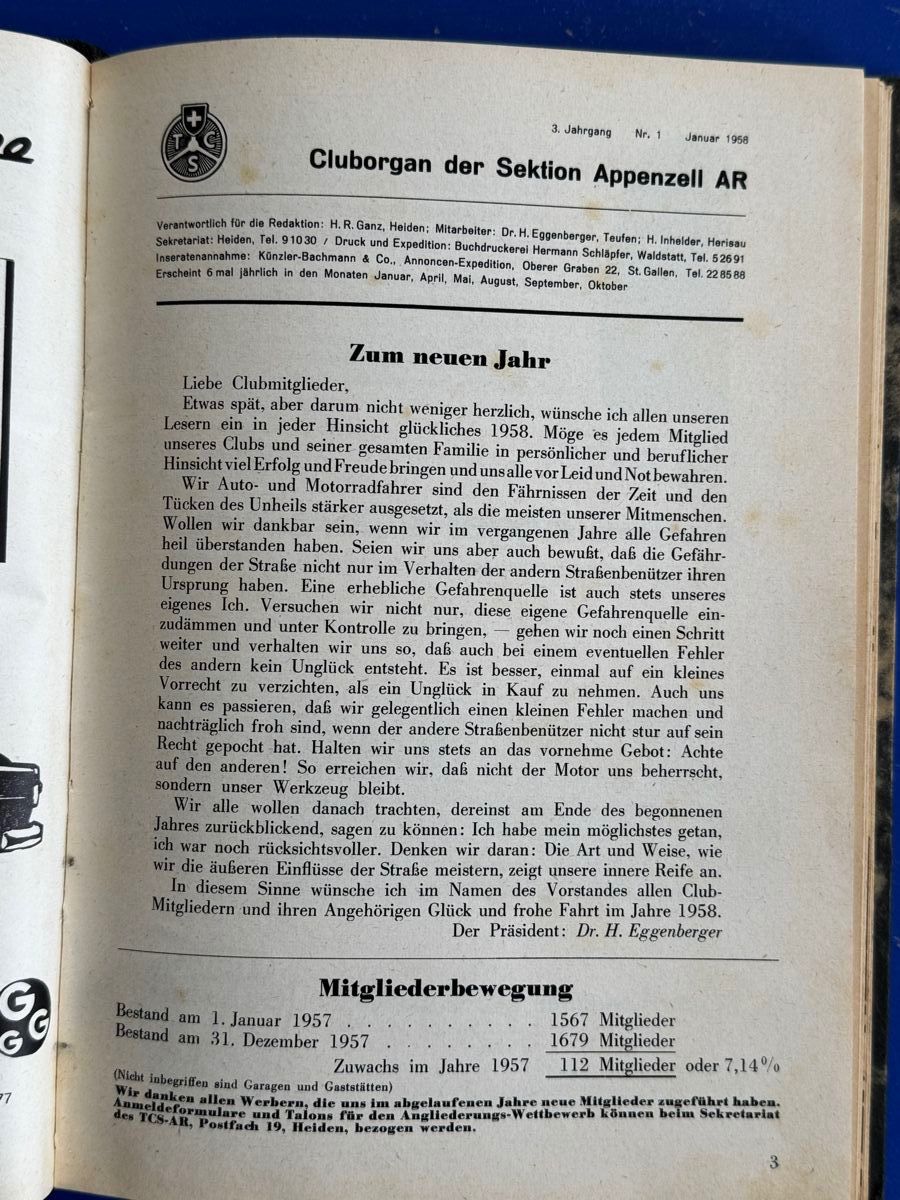 TCS
3. Jahrgang Nr. 1 Januar 1958
Cluborgan der Sektion Appenzell AR
Verantwortlich für die Redaktion: H. R. Ganz, Heiden; Mitarbeiter: Dr. H. Eggenberger, Teufen; H. Inhelder, Herisau
Sekretariat: Heiden, Tel. 9 10 30 / Druck und Expedition: Buchdruckerei Hermann Schläpfer, Waldstatt, Tel. 5 26 91
Inseratenannahme: Künzler-Bachmann & Co., Annoncen-Expedition, Oberer Graben 22, St. Gallen, Tel. 22 85 88
Erscheint 6 mal jährlich in den Monaten Januar, April, Mai, August, September, Oktober
Zum neuen Jahr
Liebe Clubmitglieder,
Etwas spät, aber darum nicht weniger herzlich, wünsche ich allen unseren
Lesern ein in jeder Hinsicht glückliches 1958. Möge es jedem Mitglied
unseres Clubs und seiner gesamten Familie in persönlicher und beruflicher
Hinsicht viel Erfolg und Freude bringen und uns alle vor Leid und Not bewahren.
Wir Auto- und Motorradfahrer sind den Fährnissen der Zeit und den
Tücken des Unheils stärker ausgesetzt, als die meisten unserer Mitmenschen.
Wollen wir dankbar sein, wenn wir im vergangenen Jahre alle Gefahren
heil überstanden haben. Seien wir uns aber auch bewußt, daß die Gefähr-
dungen der Straße nicht nur im Verhalten der andern Straßenbenützer ihren
Ursprung haben. Eine erhebliche Gefahrenquelle ist auch stets unseres
eigenes Ich. Versuchen wir nicht nur, diese eigene Gefahrenquelle ein-
zudämmen und unter Kontrolle zu bringen, — gehen wir noch einen Schritt
weiter und verhalten wir uns so, daß auch bei einem eventuellen Fehler
des andern kein Unglück entsteht. Es ist besser, einmal auf ein kleines
Vorrecht zu verzichten, als ein Unglück in Kauf zu nehmen. Auch uns
kann es passieren, daß wir gelegentlich einen kleinen Fehler machen und
nachträglich froh sind, wenn der andere Straßenbenützer nicht stur auf sein
Recht gepocht hat. Halten wir uns stets an das vornehme Gebot: Achte
auf den anderen! So erreichen wir, daß nicht der Motor uns beherrscht,
sondern unser Werkzeug bleibt.
Wir alle wollen danach trachten, dereinst am Ende des begonnenen
Jahres zurückblickend, sagen zu können: Ich habe mein möglichstes getan,
ich war noch rücksichtsvoller. Denken wir daran: Die Art und Weise, wie
wir die äußeren Einflüsse der Straße meistern, zeigt unsere innere Reife an.
In diesem Sinne wünsche ich im Namen des Vorstandes allen Club-
Mitgliedern und ihren Angehörigen Glück und frohe Fahrt im Jahre 1958.
Der Präsident: Dr. H. Eggenberger
Mitgliederbewegung
Bestand am 1. Januar 1957 . . . . . . . . . . 1567 Mitglieder
Bestand am 31. Dezember 1957 . . . . . . . . 1679 Mitglieder
Zuwachs im Jahre 1957 112 Mitglieder oder 7,14%
(Nicht inbegriffen sind Garagen und Gaststätten)
Wir danken allen Werbern, die uns im abgelaufenen Jahre neue Mitglieder zugeführt haben.
Anmeldeformulare und Talons für den Angliederungs-Wettbewerb können beim Sekretariat
des TCS-AR, Postfach 19, Heiden, bezogen werden.
3
GGG